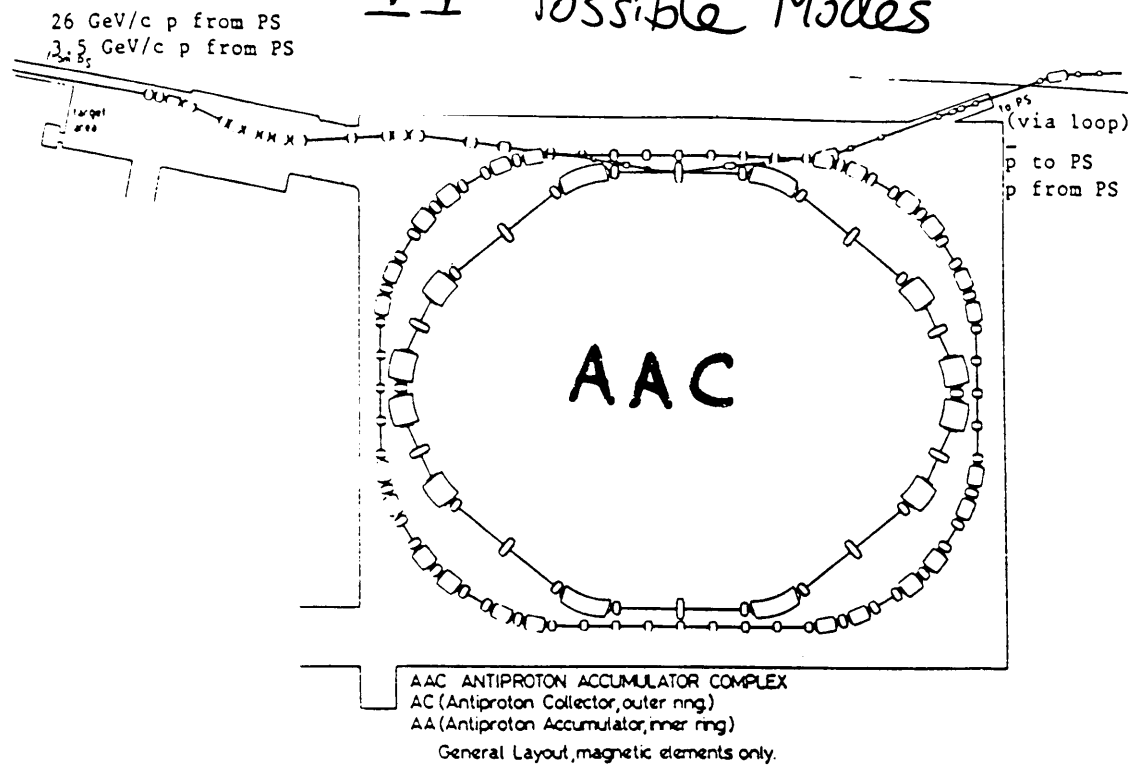 Possible Modes
26 GeV/c p from PS
3.5 GeV/c p from PS
target
area
to PS
(via loop)
p̅ to PS
p from PS
AAC
AAC ANTIPROTON ACCUMULATOR COMPLEX
AC (Antiproton Collector, outer ring)
AA (Antiproton Accumulator, inner ring)
General Layout, magnetic elements only.